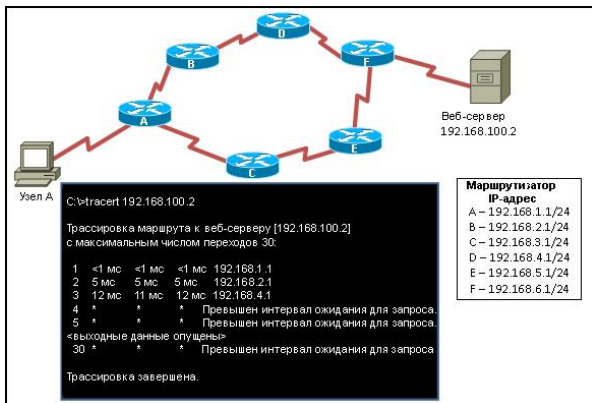 D
B
F
A
Веб-сервер
192.168.100.2
E
C
Узел A
C:\>tracert 192.168.100.2
Трассировка маршрута к веб-серверу [192.168.100.2]
с максимальным числом переходов 30:
1 <1 мс <1 мс <1 мс 192.168.1.1
2 5 мс 5 мс 5 мс 192.168.2.1
3 12 мс 11 мс 12 мс 192.168.4.1
4 * * * Превышен интервал ожидания для запроса.
5 * * * Превышен интервал ожидания для запроса.
<выходные данные опущены>
30 * * * Превышен интервал ожидания для запроса
Трассировка завершена.
Маршрутизатор
IP-адрес
A – 192.168.1.1/24
B – 192.168.2.1/24
C – 192.168.3.1/24
D – 192.168.4.1/24
E – 192.168.5.1/24
F – 192.168.6.1/24